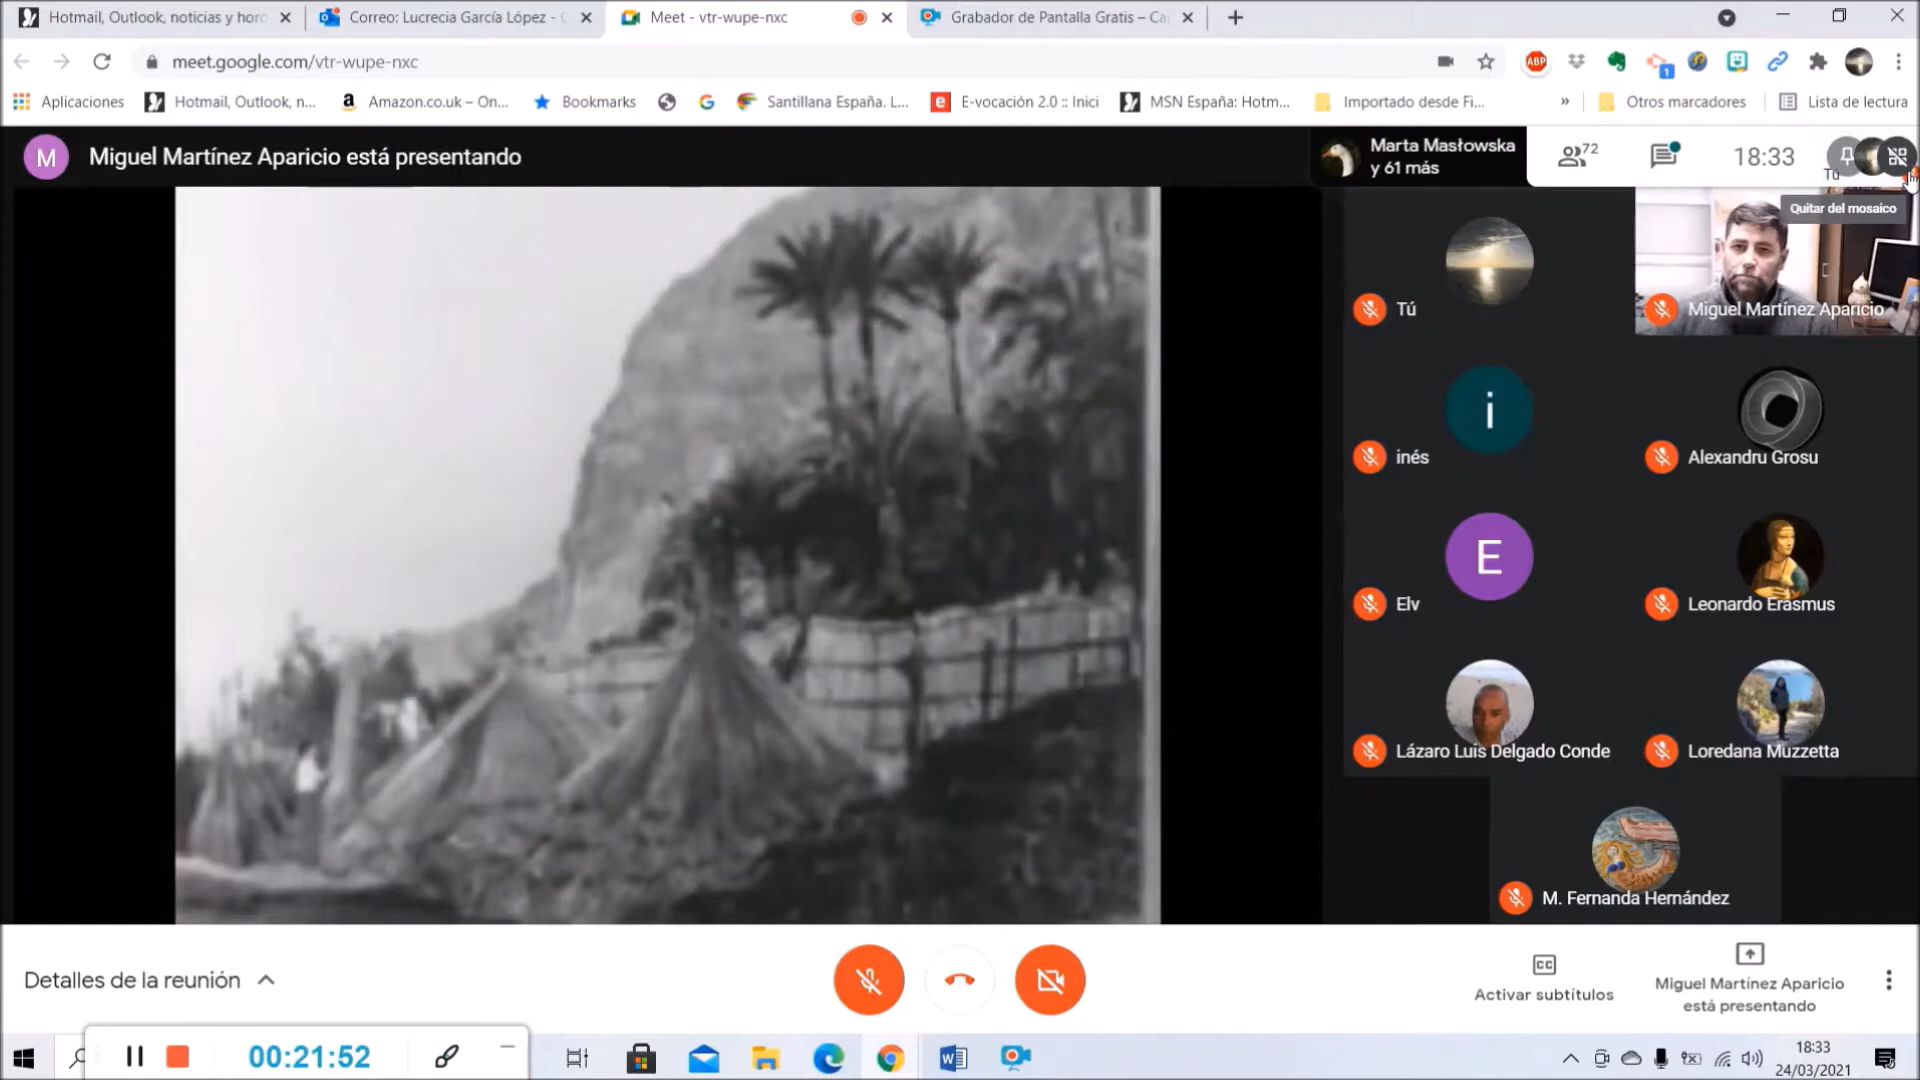 Hotmail, Outlook, noticias y horó
Correo: Lucrecia García López - O
Meet - vtr-wupe-nxc
Grabador de Pantalla Gratis – Ca
meet.google.com/vtr-wupe-nxc
ABP
1
Aplicaciones
Hotmail, Outlook, n...
Amazon.co.uk – On...
Bookmarks
Santillana España. L...
E-vocación 2.0 :: Inici
MSN España: Hotm...
Importado desde Fi...
»
Otros marcadores
Lista de lectura
M
Miguel Martínez Aparicio está presentando
Marta Masłowska
y 61 más
72
18:33
Tú
Quitar del mosaico
Tú
Miguel Martínez Aparicio
i
inés
Alexandru Grosu
E
Elv
Leonardo Erasmus
Lázaro Luis Delgado Conde
Loredana Muzzetta
M. Fernanda Hernández
Detalles de la reunión
CC
Activar subtítulos
Miguel Martínez Aparicio
está presentando
00:21:52
18:33
24/03/2021